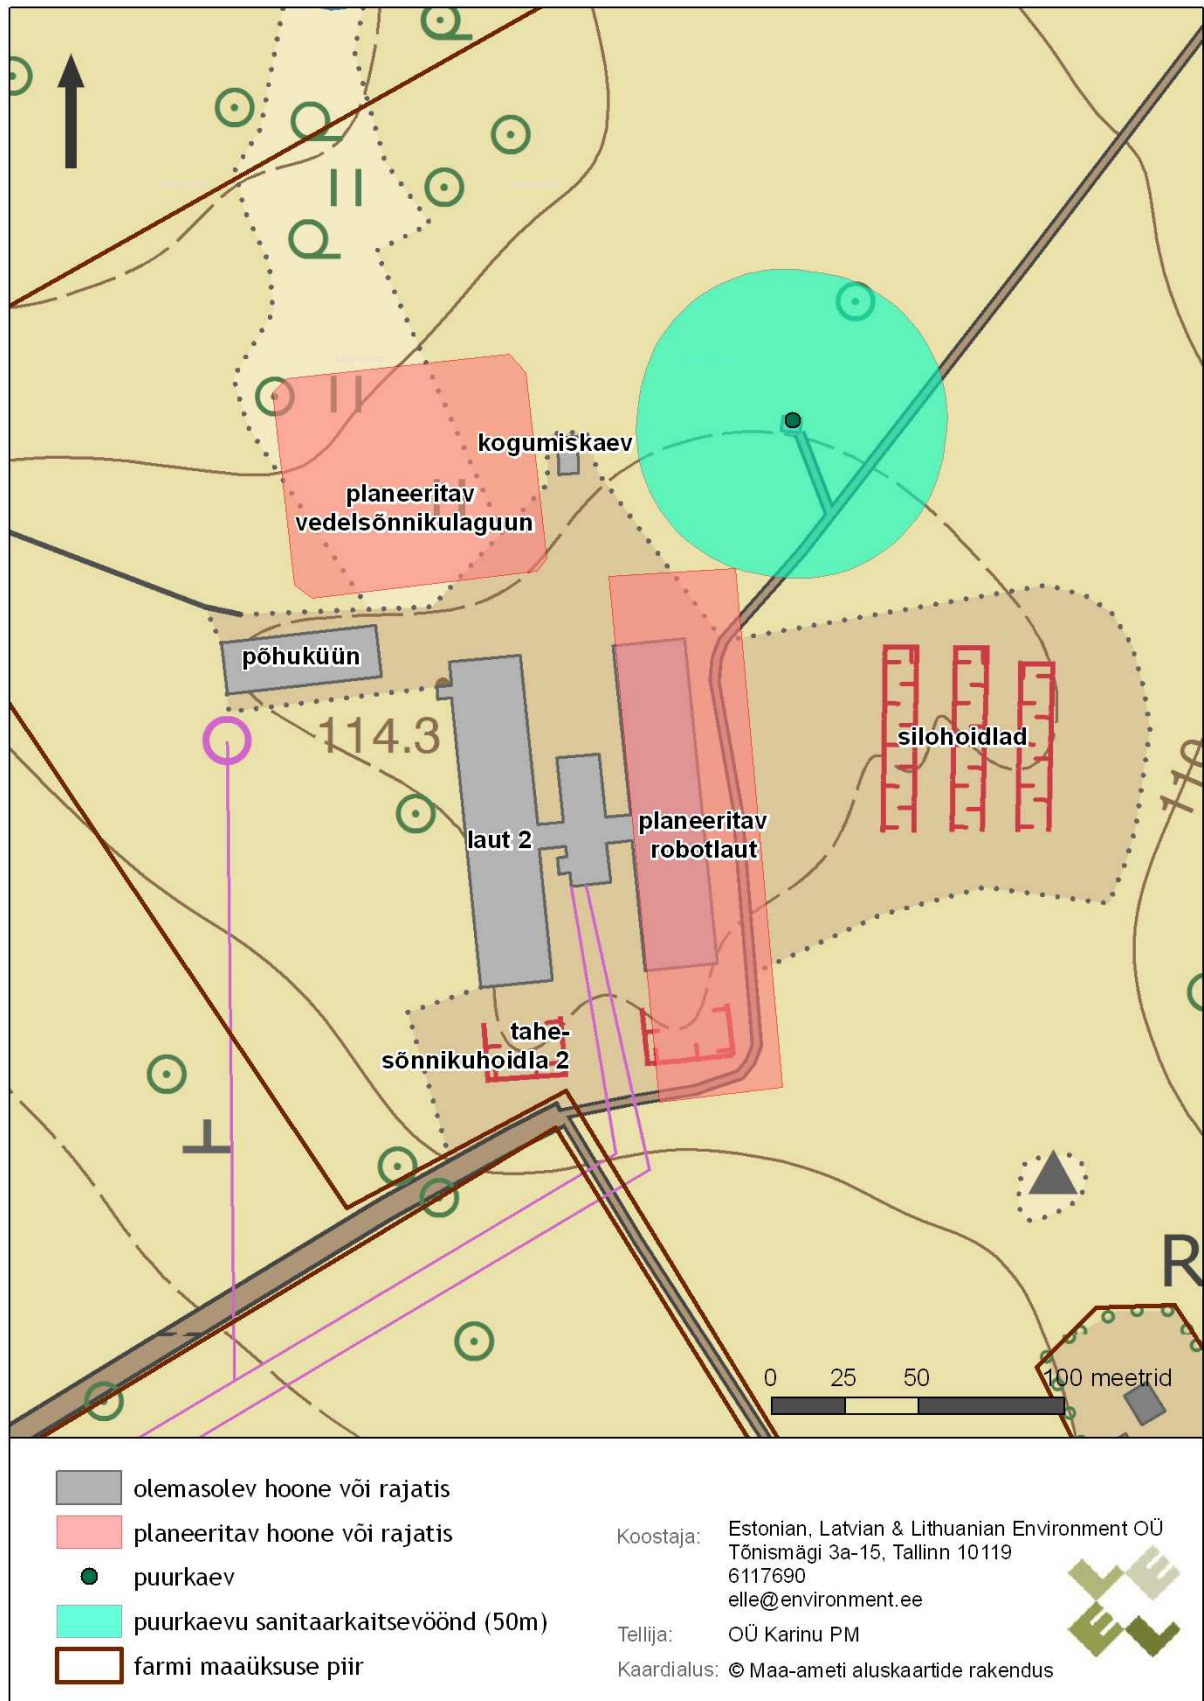 kogumiskaev
planeeritav
vedelsõnnikulaguun
põhuküün
114.3
silohoidlad
110
laut 2
planeeritav
robotlaut
tahe-
sõnnikuhoidla 2
R
0 25 50 100 meetrid
olemasolev hoone või rajatis
planeeritav hoone või rajatis
puurkaev
puurkaevu sanitaarkaitsevöönd (50m)
farmi maaüksuse piir
Koostaja: Estonian, Latvian & Lithuanian Environment OÜ
Tõnismägi 3a-15, Tallinn 10119
6117690
elle@environment.ee
Tellija: OÜ Karinu PM
Kaardialus: © Maa-ameti aluskaartide rakendus